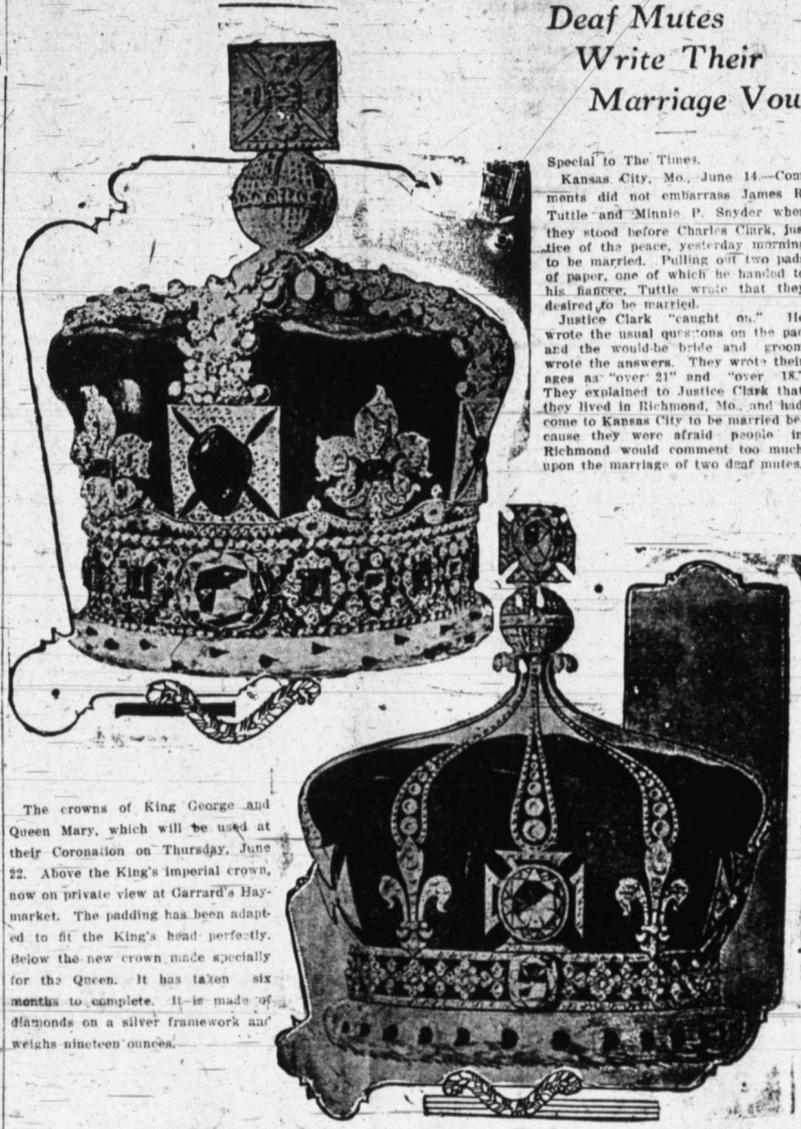 Deaf Mutes
Write Their
Marriage Vou
Special to The Times.
Kansas City, Mo., June 14.—Com
ments did not embarrass James R
Tuttle and Minnie P. Snyder when
they stood before Charles Clark, jus
tice of the peace, yesterday morning
to be married. Pulling out two pads
of paper, one of which he handed to
his fiancee, Tuttle wrote that they
desired to be married.
Justice Clark "caught on." He
wrote the usual questons on the pad
and the would-be bride and groom
wrote the answers. They wrote their
ages as "over 21" and "over 18."
They explained to Justice Clark that
they lived in Richmond, Mo., and had
come to Kansas City to be married be-
cause they were afraid people in
Richmond would comment too much
upon the marriage of two deaf mutes.
The crowns of King George and
Queen Mary, which will be used at
their Coronation on Thursday, June
22. Above the King's imperial crown,
now on private view at Garrard's Hay-
market. The padding has been adapt-
ed to fit the King's head perfectly.
Below the new crown made specially
for the Queen. It has taken six
months to complete. It is made of
diamonds on a silver framework and
weighs nineteen ounces.